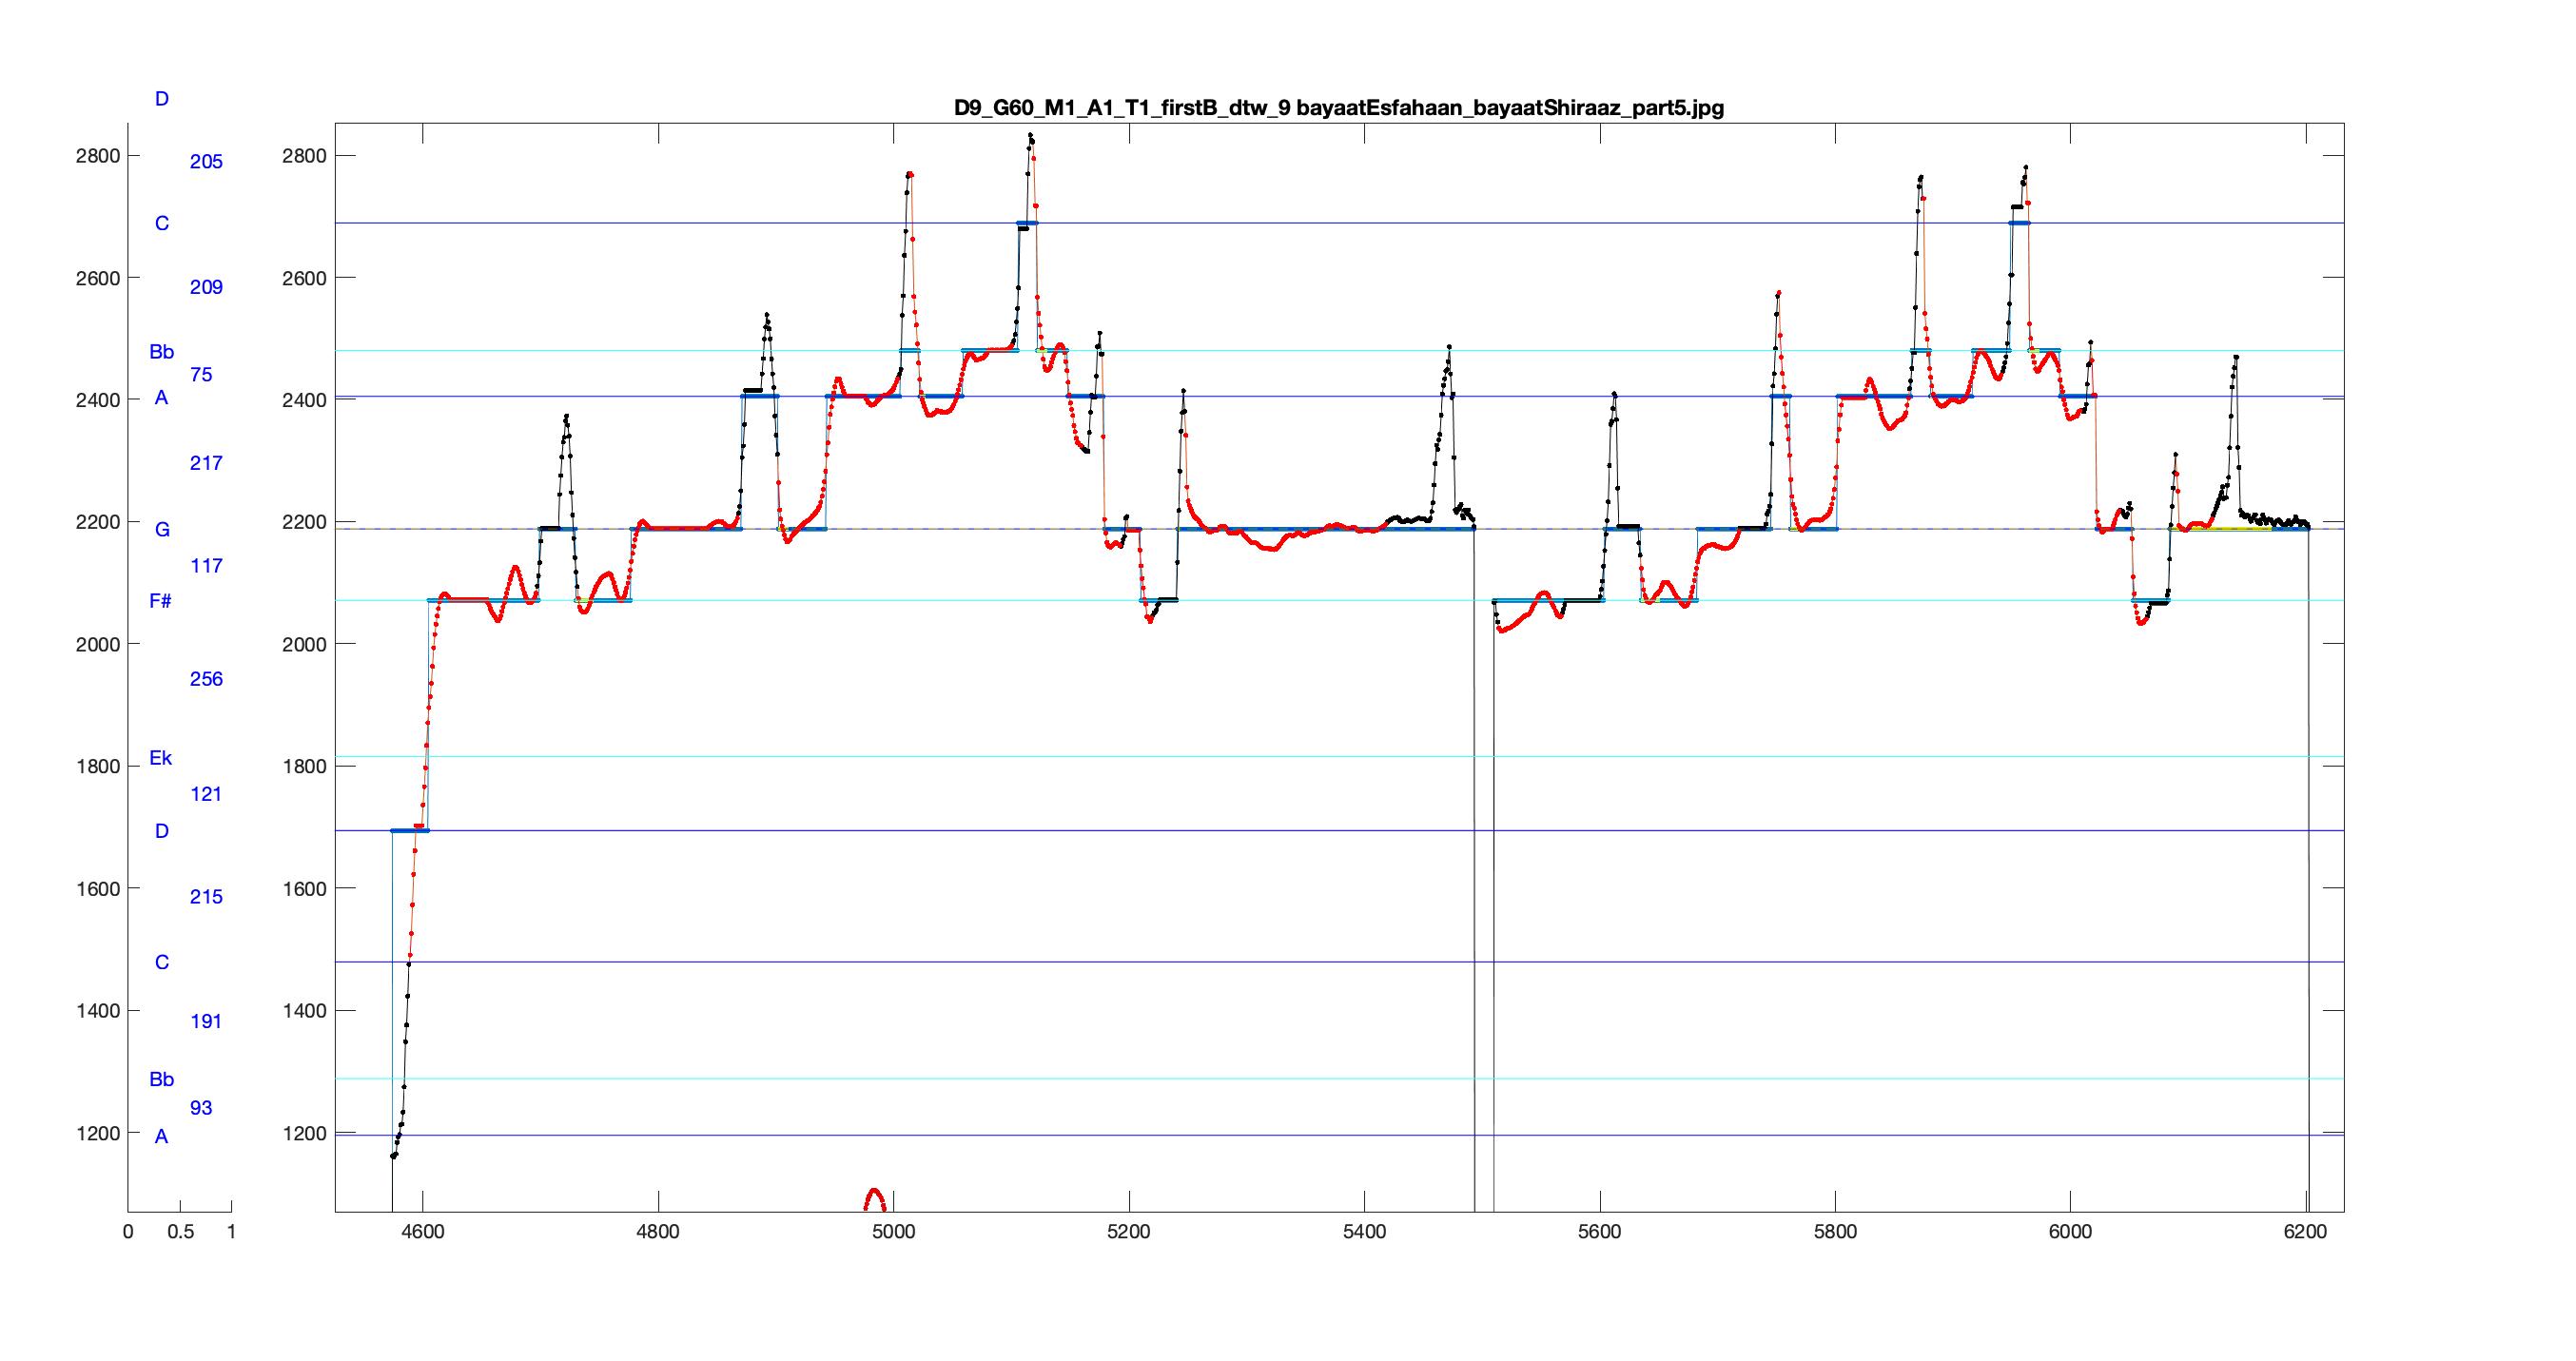 D9_G60_M1_A1_T1_firstB_dtw_9 bayaatEsfahaan_bayaatShiraaz_part5.jpg
D
2800 205 2800
C
2600 209 2600
Bb
75
2400 A 2400
217
2200 G 2200
117
F#
2000 2000
256
1800 Ek 1800
121
D
215
1600 1600
C
191
1400 1400
Bb
93
1200 A 1200
0 0.5 1 4600 4800 5000 5200 5400 5600 5800 6000 6200